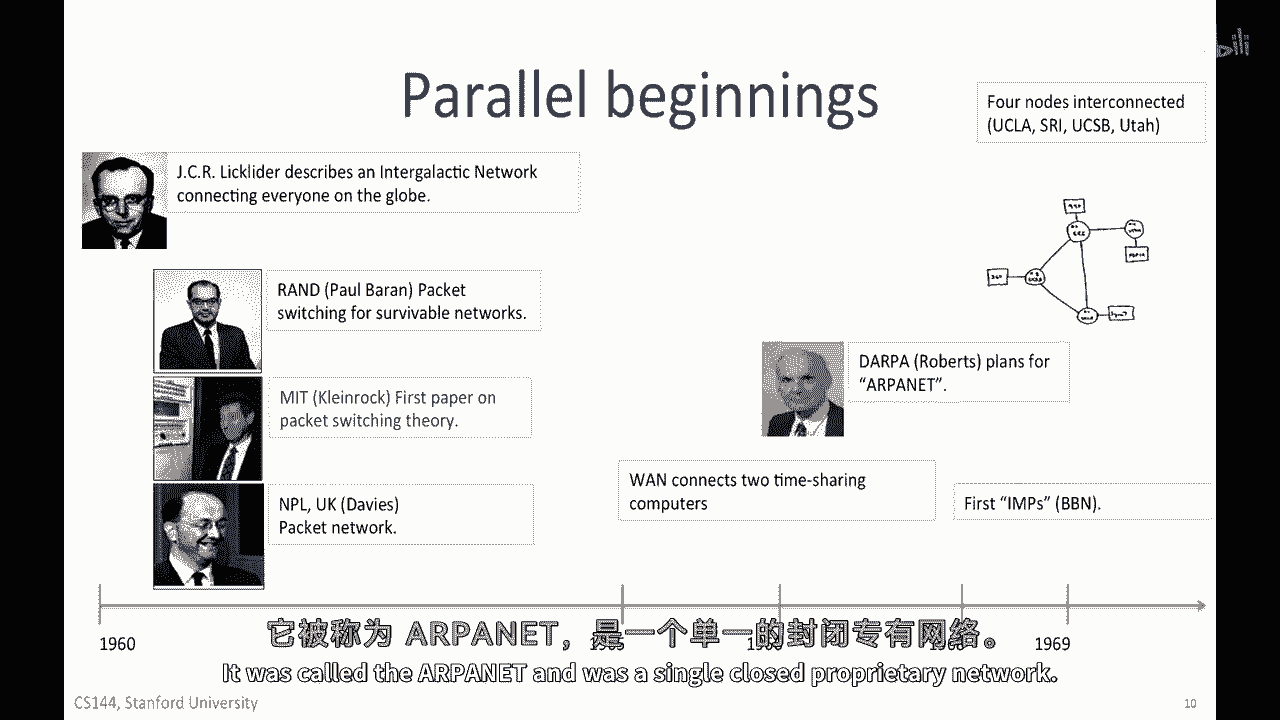 Parallel beginnings
Four nodes interconnected
(UCLA, SRI, UCSB, Utah)
J.C.R. Licklider describes an Intergalactic Network
connecting everyone on the globe.
RAND (Paul Baran) Packet
switching for survivable networks.
MIT (Kleinrock) First paper on
packet switching theory.
NPL, UK (Davies)
Packet network.
DARPA (Roberts) plans for
“ARPANET”.
WAN connects two time-sharing
computers
First “IMPs” (BBN).
1960
1969
它被称为 ARPANET，是一个单一的封闭专有网络。
It was called the ARPANET and was a single closed proprietary network.
CS144, Stanford University
10